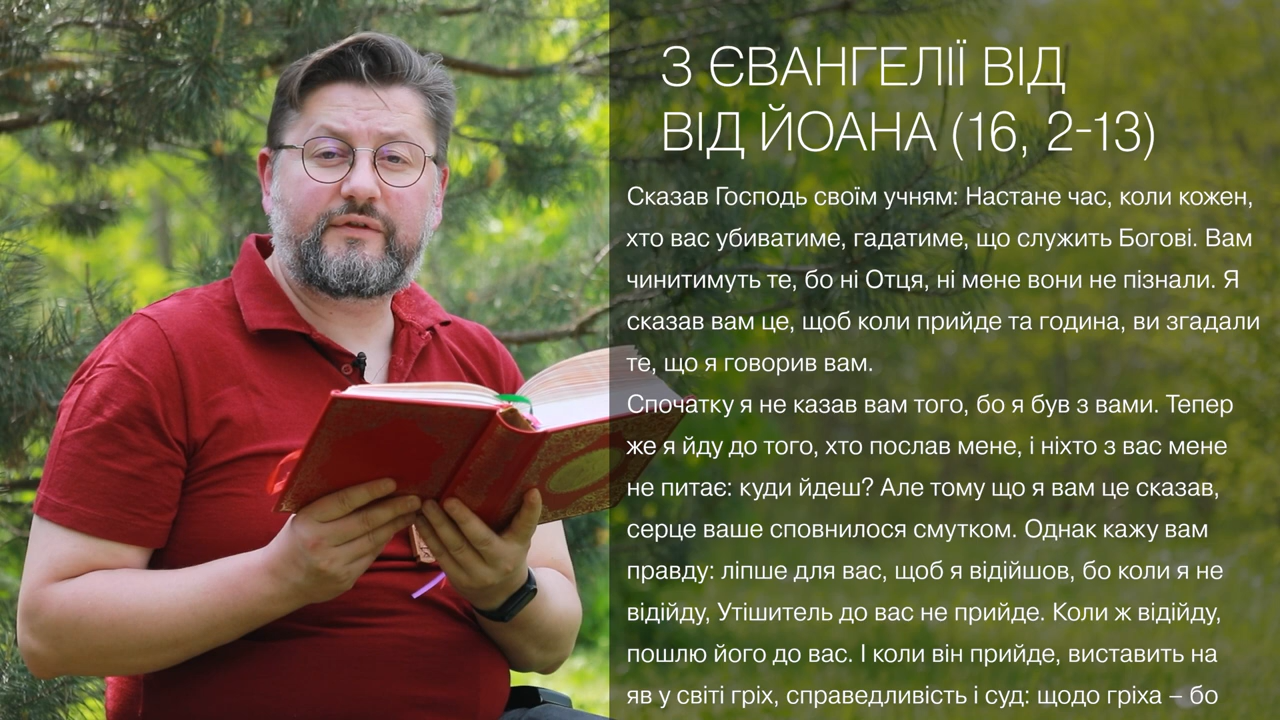 З ЄВАНГЕЛІЇ ВІД
ВІД ЙОАНА (16, 2-13)
Сказав Господь своїм учням: Настане час, коли кожен,
хто вас убиватиме, гадатиме, що служить Богові. Вам
чинитимуть те, бо ні Отця, ні мене вони не пізнали. Я
сказав вам це, щоб коли прийде та година, ви згадали
те, що я говорив вам.
Спочатку я не казав вам того, бо я був з вами. Тепер
же я йду до того, хто послав мене, і ніхто з вас мене
не питає: куди йдеш? Але тому що я вам це сказав,
серце ваше сповнилося смутком. Однак кажу вам
правду: ліпше для вас, щоб я відійшов, бо коли я не
відійду, Утішитель до вас не прийде. Коли ж відійду,
пошлю його до вас. І коли він прийде, виставить на
яв у світі гріх, справедливість і суд: щодо гріха – бо